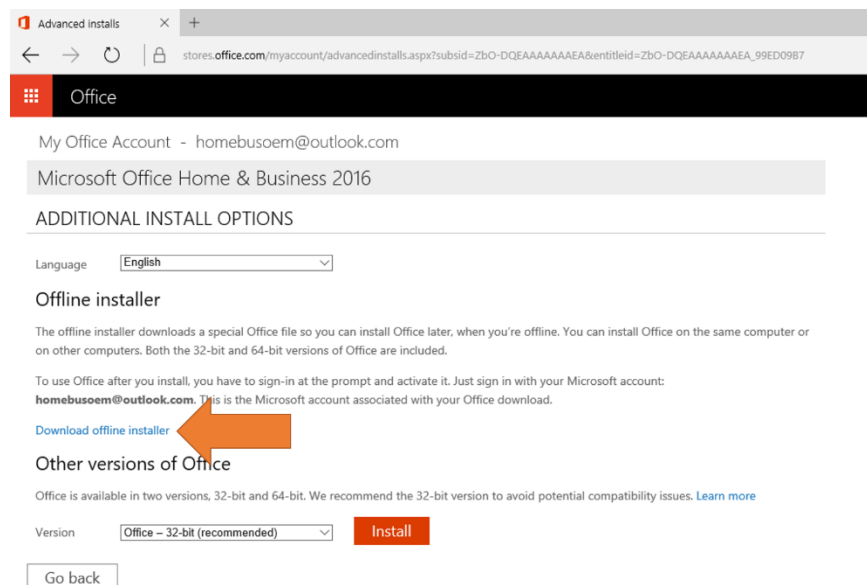 Advanced installs
stores.office.com/myaccount/advancedinstalls.aspx?subsid=ZbO-DQEAAAAAAAEA&entitleid=ZbO-DQEAAAAAAAEA_99ED09B7
Office
My Office Account - homebusoem@outlook.com
Microsoft Office Home & Business 2016
ADDITIONAL INSTALL OPTIONS
Language English
Offline installer
The offline installer downloads a special Office file so you can install Office later, when you're offline. You can install Office on the same computer or
on other computers. Both the 32-bit and 64-bit versions of Office are included.
To use Office after you install, you have to sign-in at the prompt and activate it. Just sign in with your Microsoft account:
homebusoem@outlook.com. This is the Microsoft account associated with your Office download.
Download offline installer
Other versions of Office
Office is available in two versions, 32-bit and 64-bit. We recommend the 32-bit version to avoid potential compatibility issues. Learn more
Version Office – 32-bit (recommended) Install
Go back